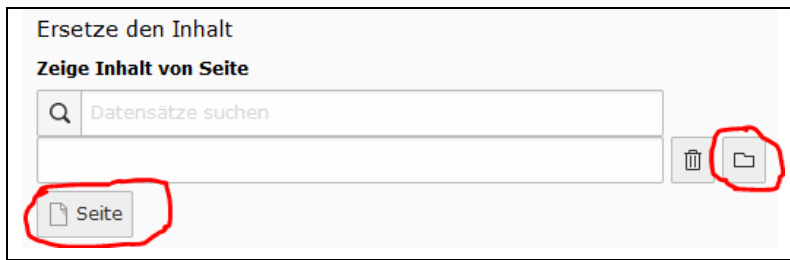 Ersetze den Inhalt
Zeige Inhalt von Seite
Datensätze suchen
Seite